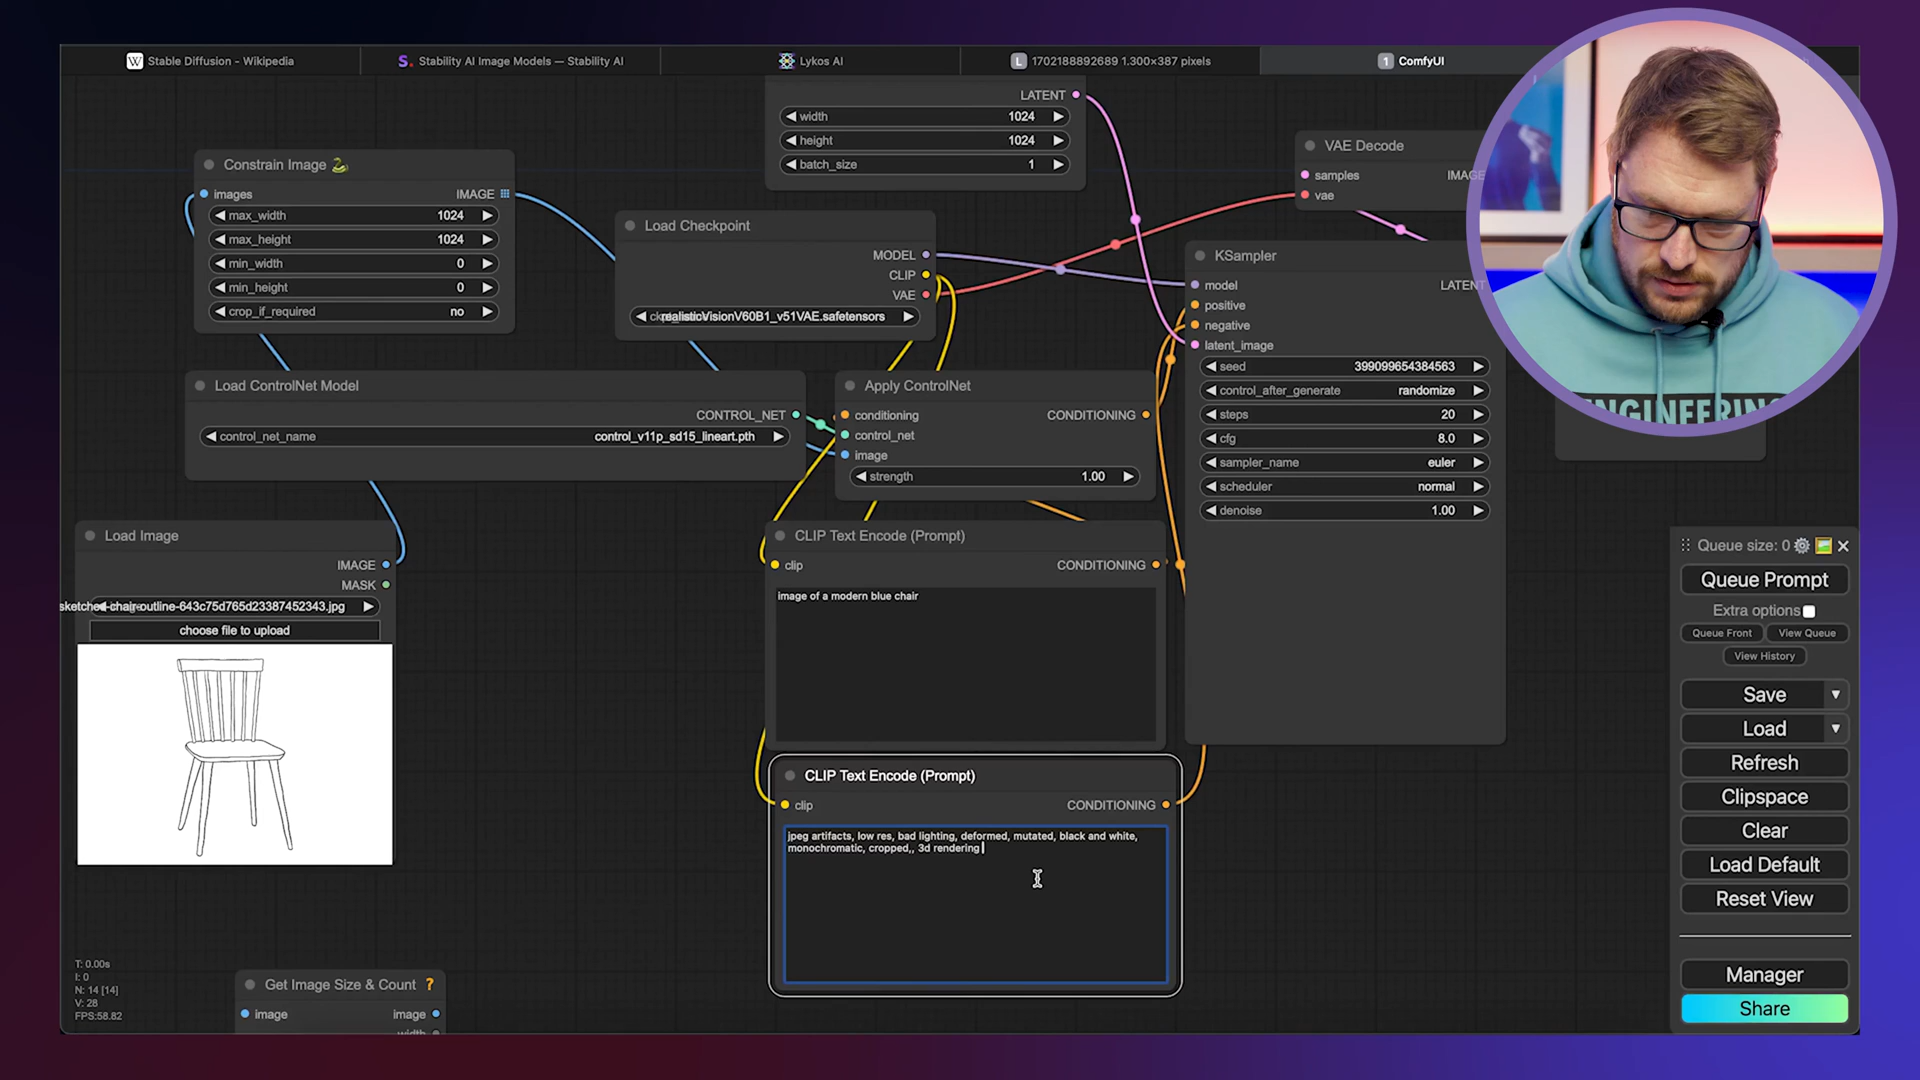 Stable Diffusion - Wikipedia
Stability AI Image Models — Stability AI
Lykos AI
1702188892689 1.300×387 pixels
ComfyUI
LATENT
width 1024
height 1024
batch_size 1
VAE Decode
samples IMAG
vae
Constrain Image
images IMAGE
max_width 1024
max_height 1024
min_width 0
min_height 0
crop_if_required no
Load Checkpoint
MODEL
CLIP
VAE
realisticVisionV60B1_v51VAE.safetensors
KSampler
model LATENT
positive
negative
latent_image
seed 399099654384563
control_after_generate randomize
steps 20
cfg 8.0
sampler_name euler
scheduler normal
denoise 1.00
ENGINEERING
Load ControlNet Model
CONTROL_NET
control_net_name control_v11p_sd15_lineart.pth
Apply ControlNet
conditioning CONDITIONING
control_net
image
strength 1.00
Load Image
IMAGE
MASK
sketched-chair-outline-643c75d765d23387452343.jpg
choose file to upload
CLIP Text Encode (Prompt)
clip CONDITIONING
image of a modern blue chair
CLIP Text Encode (Prompt)
clip CONDITIONING
jpeg artifacts, low res, bad lighting, deformed, mutated, black and white,
monochromatic, cropped,, 3d rendering
Queue size: 0
Queue Prompt
Extra options
Queue Front View Queue
View History
Save
Load
Refresh
Clipspace
Clear
Load Default
Reset View
Manager
Share
T: 0.00s
I: 0
N: 14 [14]
V: 28
FPS:58.82
Get Image Size & Count ?
image image
width